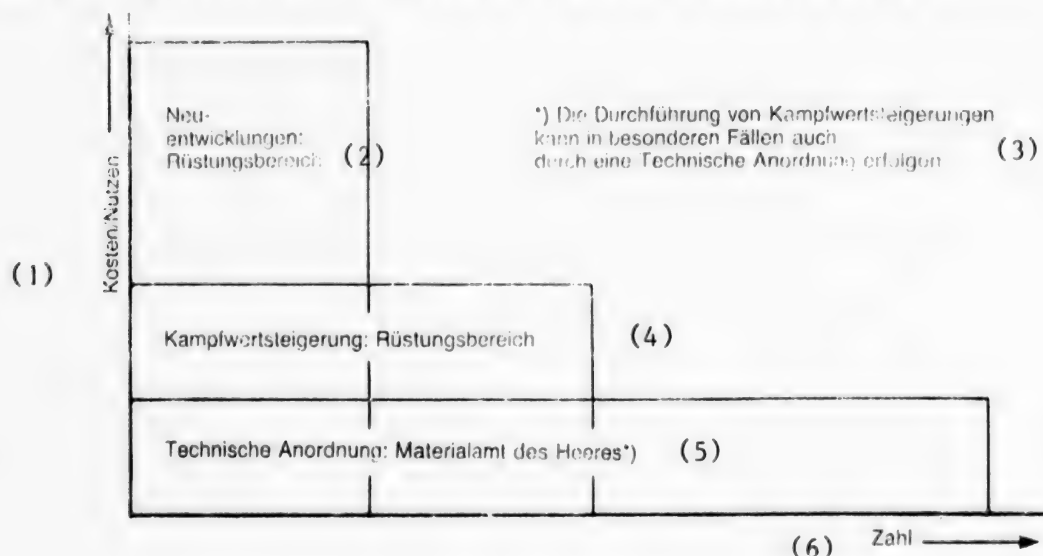 Neu-
entwicklungen:
Rüstungsbereich (2)
*) Die Durchführung von Kampfwertsteigerungen
kann in besonderen Fällen auch
durch eine Technische Anordnung erfolgen (3)
Kosten/Nutzen
(1)
Kampfwertsteigerung: Rüstungsbereich (4)
Technische Anordnung: Materialamt des Heeres*) (5)
(6) Zahl